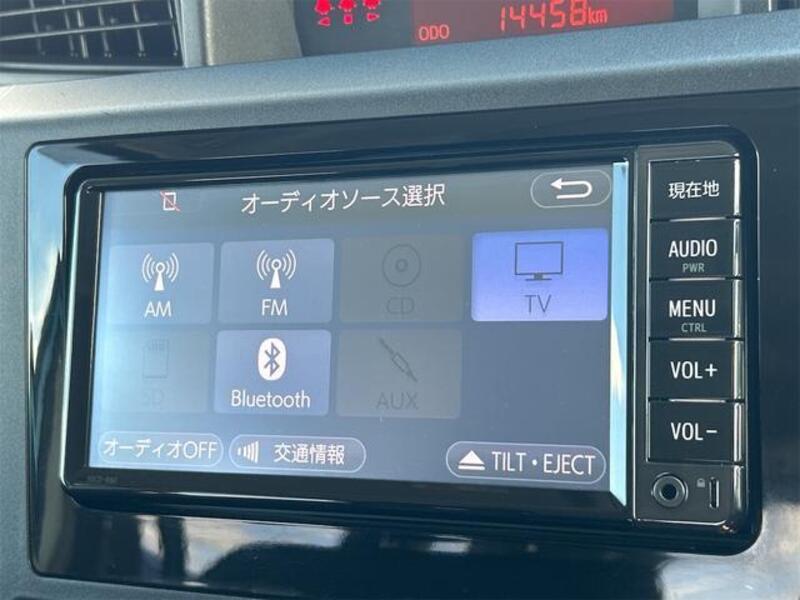 ODO 14458km
オーディオソース選択
現在地
AM
FM
CD
TV
AUDIO
PWR
MENU
CTRL
SD
Bluetooth
AUX
VOL+
VOL-
オーディオOFF
交通情報
TILT・EJECT